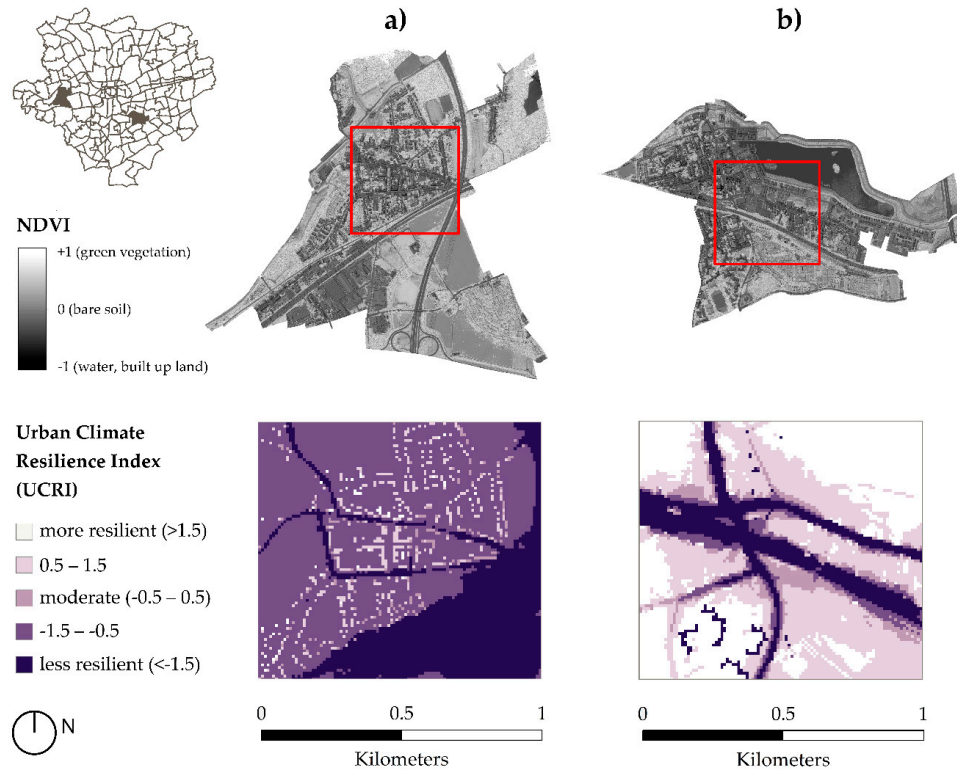 a)
b)
NDVI
+1 (green vegetation)
0 (bare soil)
-1 (water, built up land)
Urban Climate
Resilience Index
(UCRI)
more resilient (>1.5)
0.5 – 1.5
moderate (-0.5 – 0.5)
-1.5 – -0.5
less resilient (<-1.5)
N
0 0.5 1
Kilometers
0 0.5 1
Kilometers